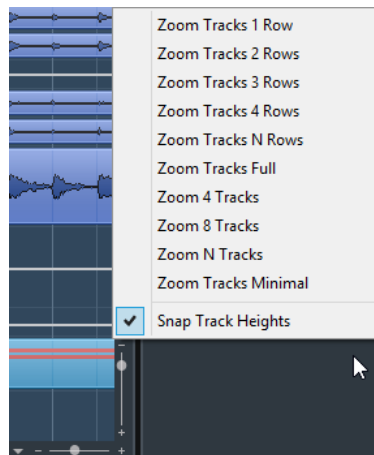 Zoom Tracks 1 Row
Zoom Tracks 2 Rows
Zoom Tracks 3 Rows
Zoom Tracks 4 Rows
Zoom Tracks N Rows
Zoom Tracks Full
Zoom 4 Tracks
Zoom 8 Tracks
Zoom N Tracks
Zoom Tracks Minimal
Snap Track Heights